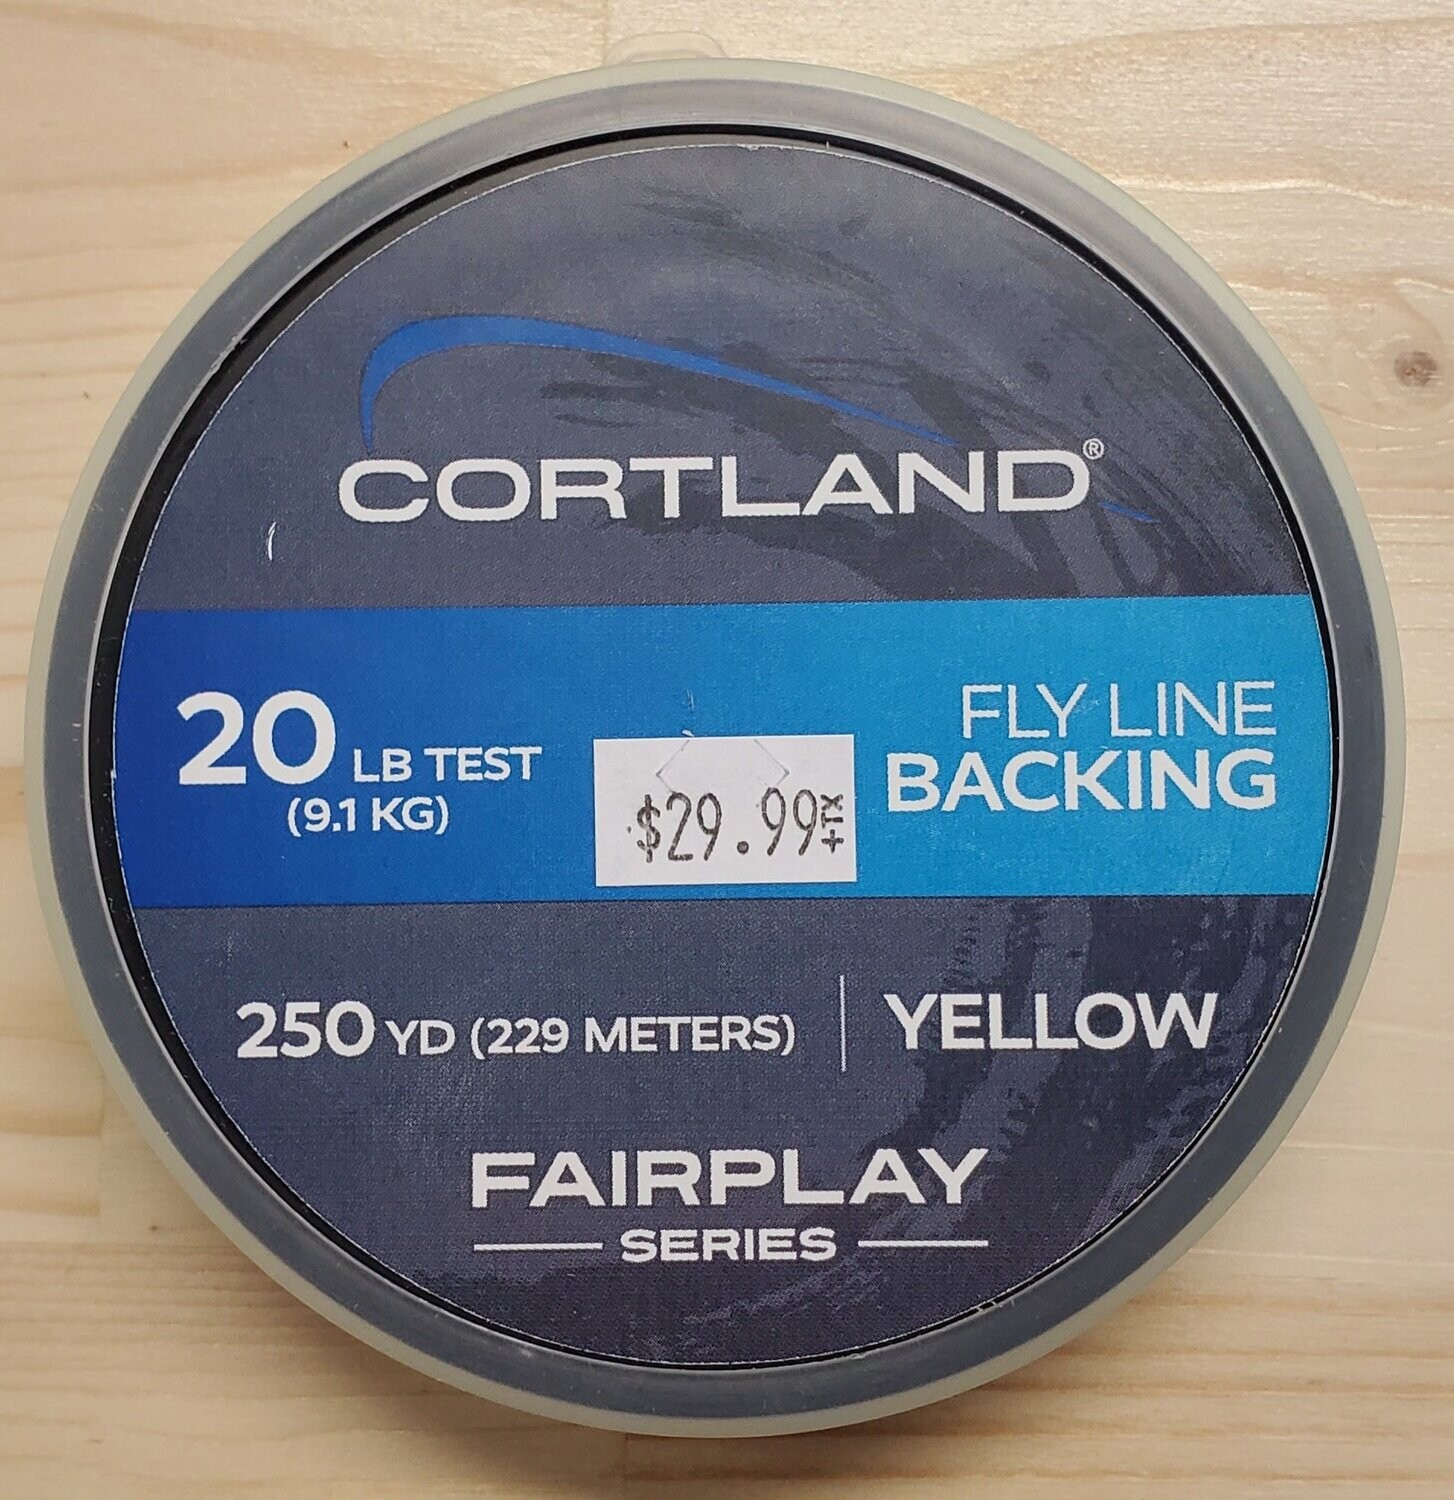 CORTLAND®
20 LB TEST
(9.1 KG)
$29.99+TX
FLY LINE
BACKING
250 YD (229 METERS) | YELLOW
FAIRPLAY
SERIES